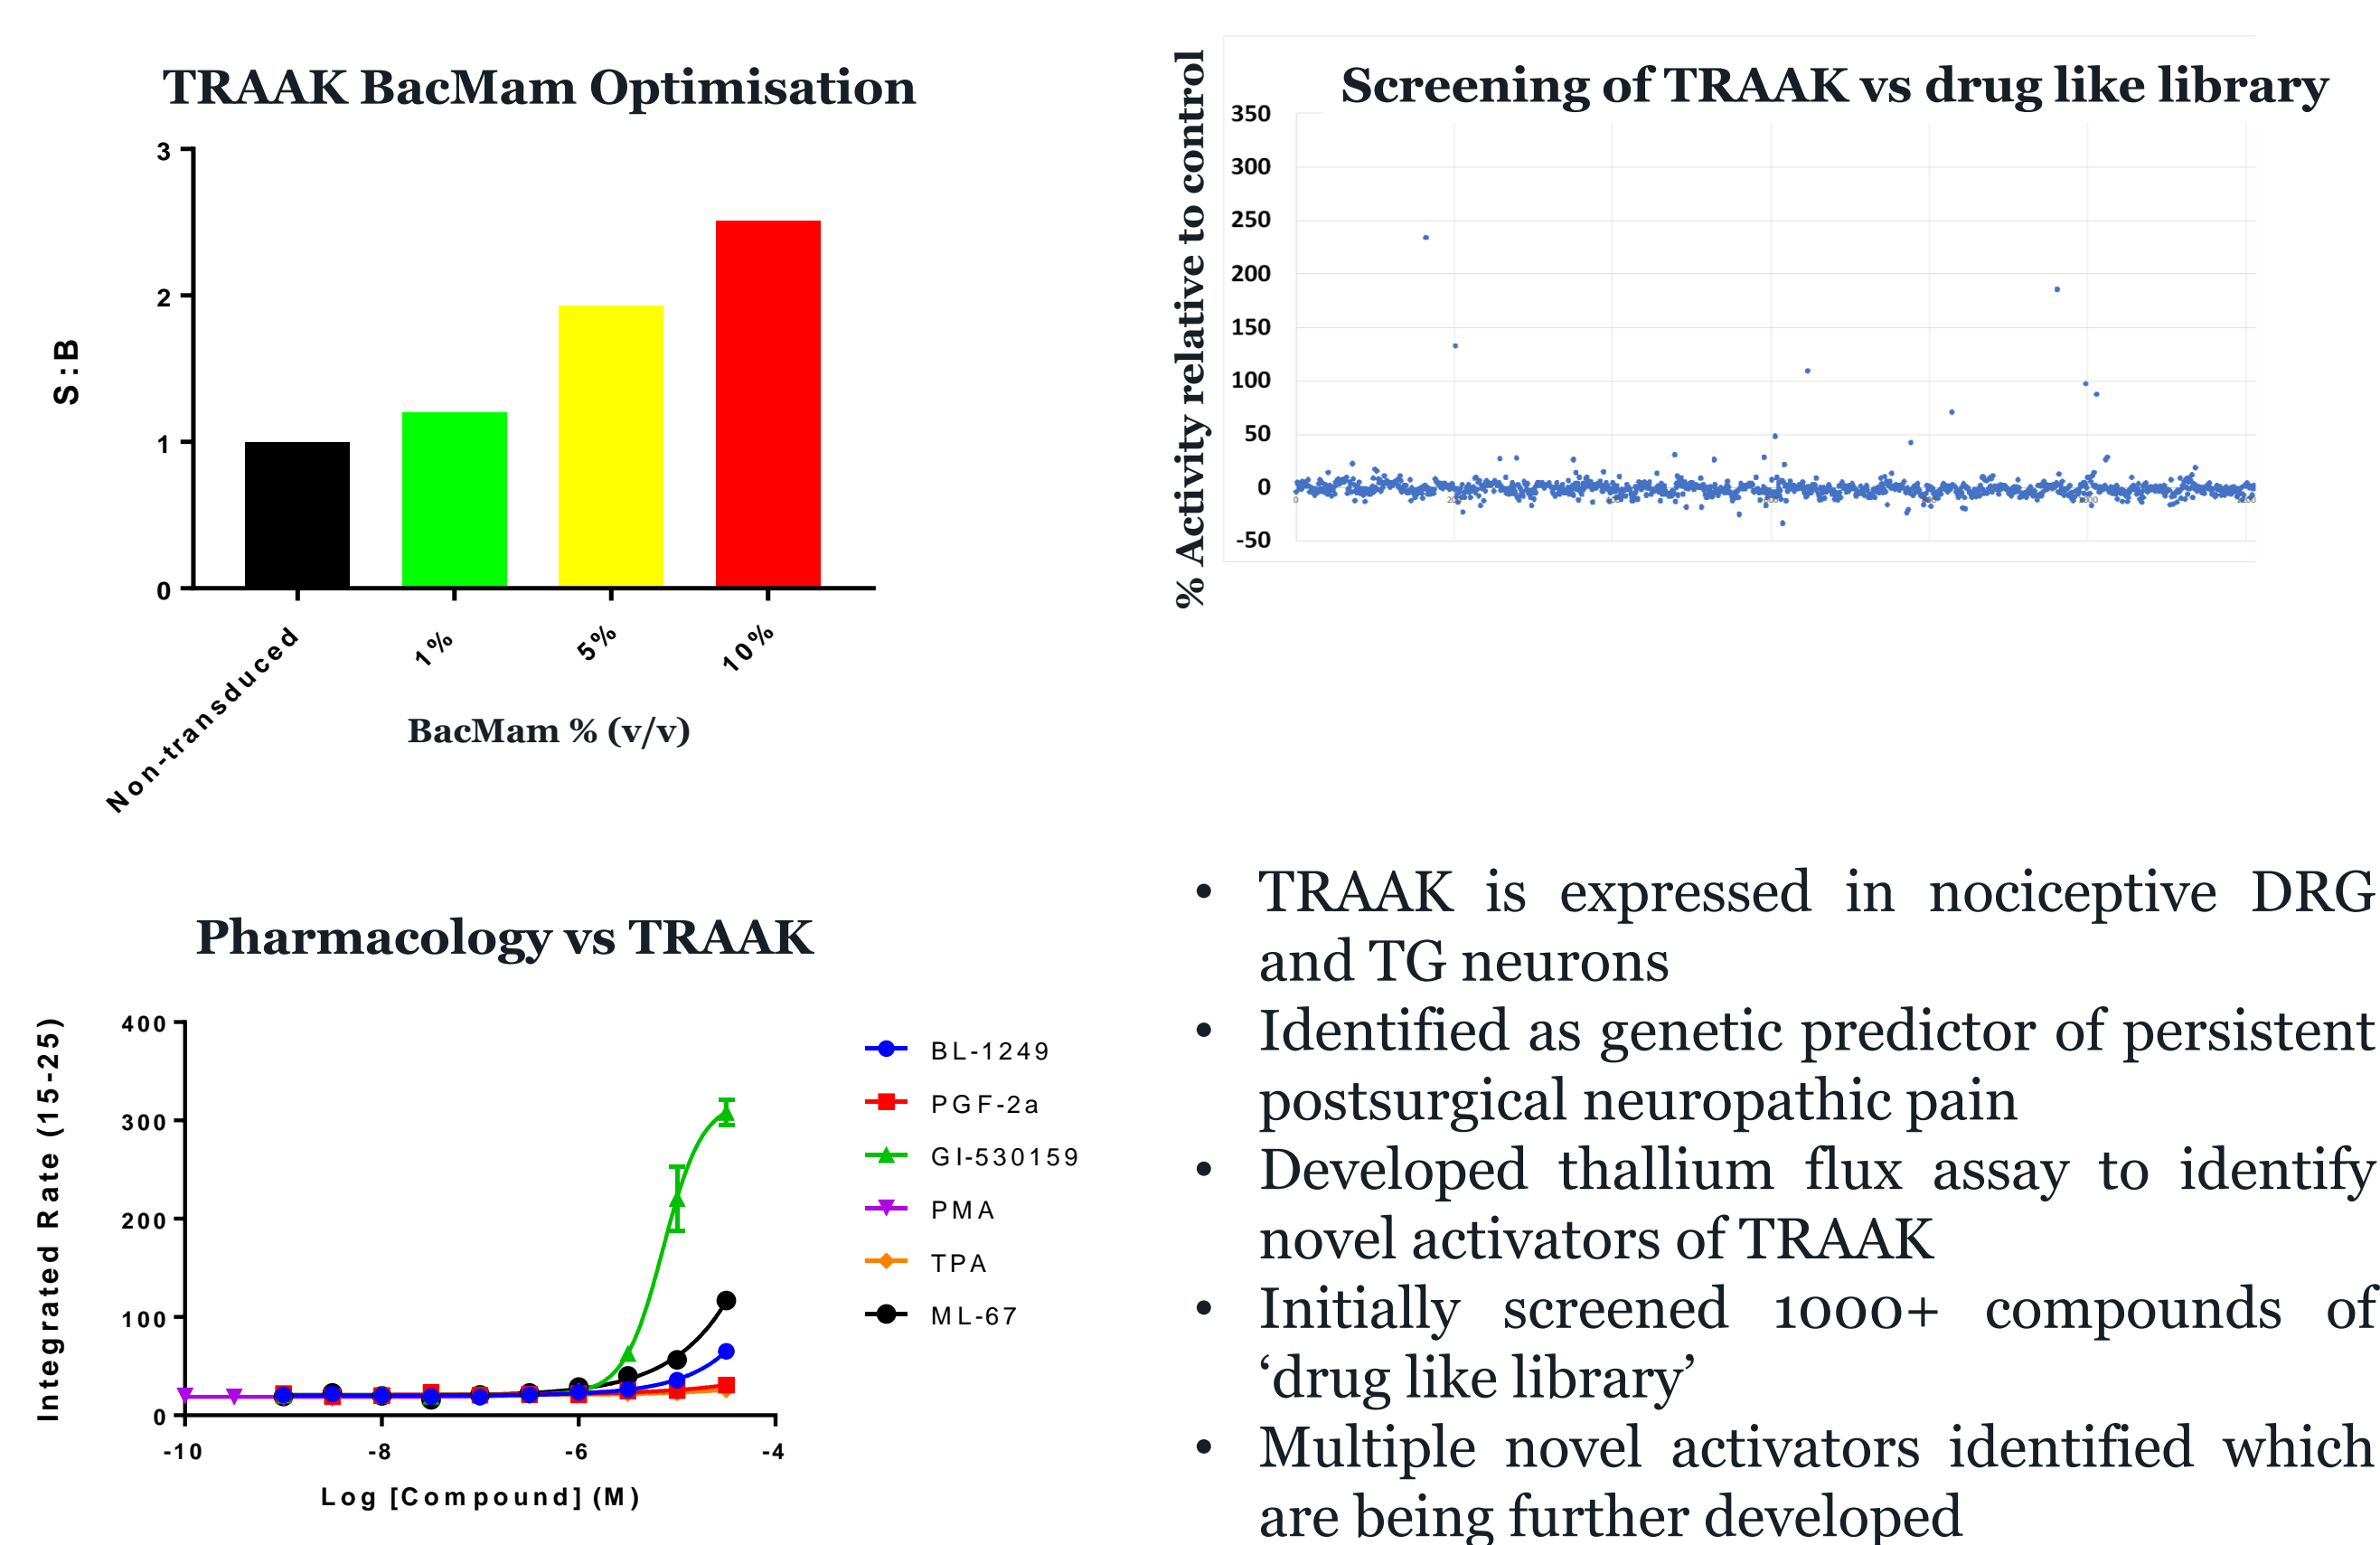 TRAAK BacMam Optimisation
3
2
1
0
S:B
Non-transduced
1%
5%
10%
BacMam % (v/v)
Screening of TRAAK vs drug like library
% Activity relative to control
350
300
250
200
150
100
50
0
-50
0
Pharmacology vs TRAAK
Integrated Rate (15-25)
400
300
200
100
0
-10
-8
-6
-4
Log [Compound] (M)
BL-1249
PGF-2a
GI-530159
PMA
TPA
ML-67
• TRAAK is expressed in nociceptive DRG
and TG neurons
• Identified as genetic predictor of persistent
postsurgical neuropathic pain
• Developed thallium flux assay to identify
novel activators of TRAAK
• Initially screened 1000+ compounds of
‘drug like library’
• Multiple novel activators identified which
are being further developed